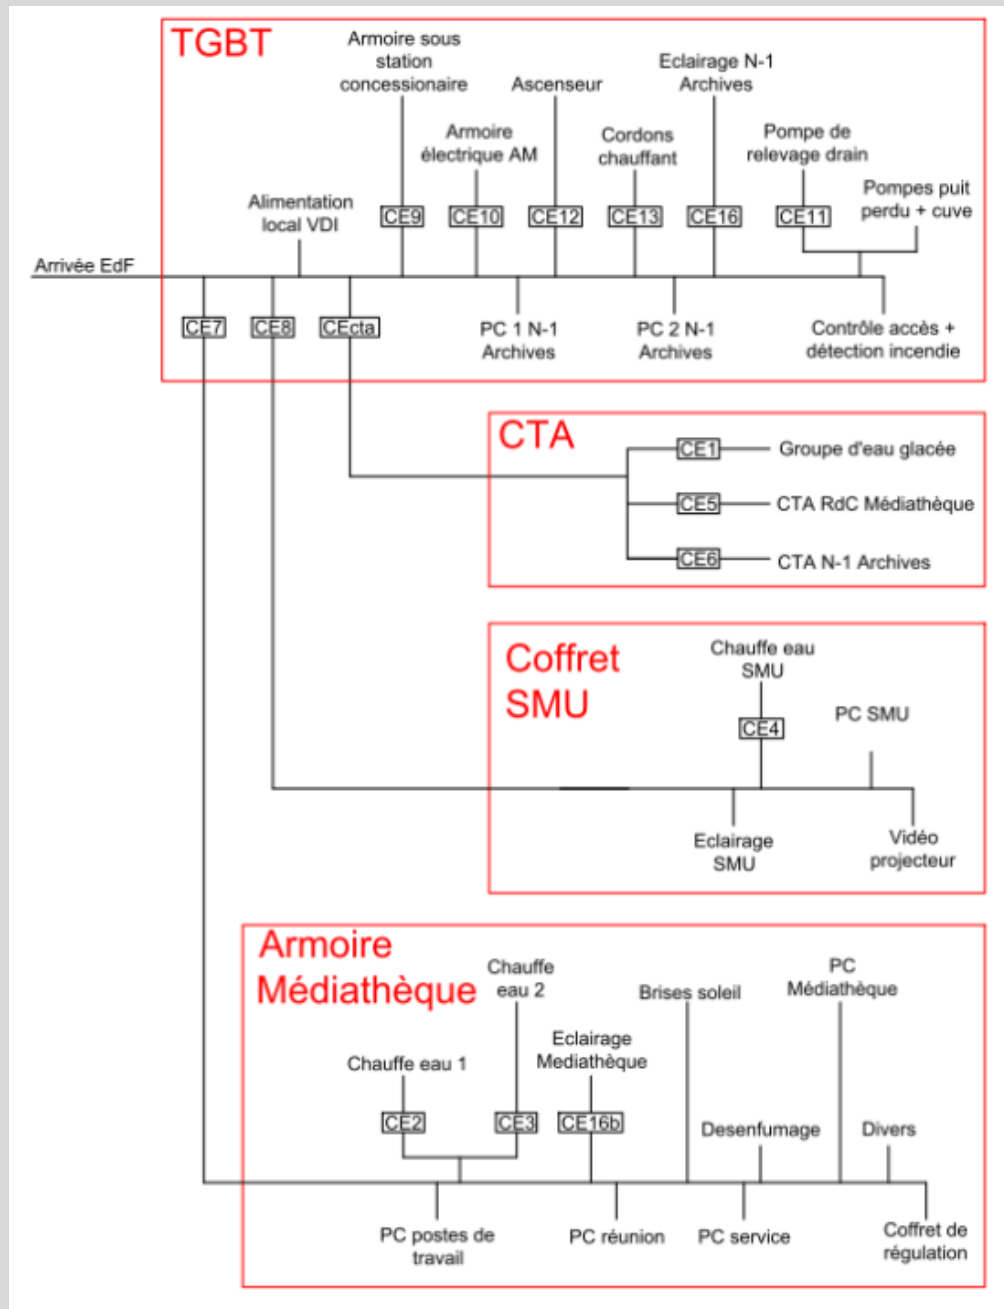 TGBT
Armoire sous
station
concessionaire
Ascenseur
Eclairage N-1
Archives
Armoire
électrique AM
Cordons
chauffant
Pompe de
relevage drain
Alimentation
local VDI
Pompes puit
perdu + cuve
CE9
CE10
CE12
CE13
CE16
CE11
Arrivée EdF
CE7
CE8
CEcta
PC 1 N-1
Archives
PC 2 N-1
Archives
Contrôle accès +
détection incendie
CTA
CE1
Groupe d'eau glacée
CE5
CTA RdC Médiathèque
CE6
CTA N-1 Archives
Coffret
SMU
Chauffe eau
SMU
CE4
PC SMU
Eclairage
SMU
Vidéo
projecteur
Armoire
Médiathèque
Chauffe
eau 2
Brises soleil
PC
Médiathèque
Chauffe eau 1
Eclairage
Mediathèque
CE2
CE3
CE16b
Desenfumage
Divers
PC postes de
travail
PC réunion
PC service
Coffret de
régulation